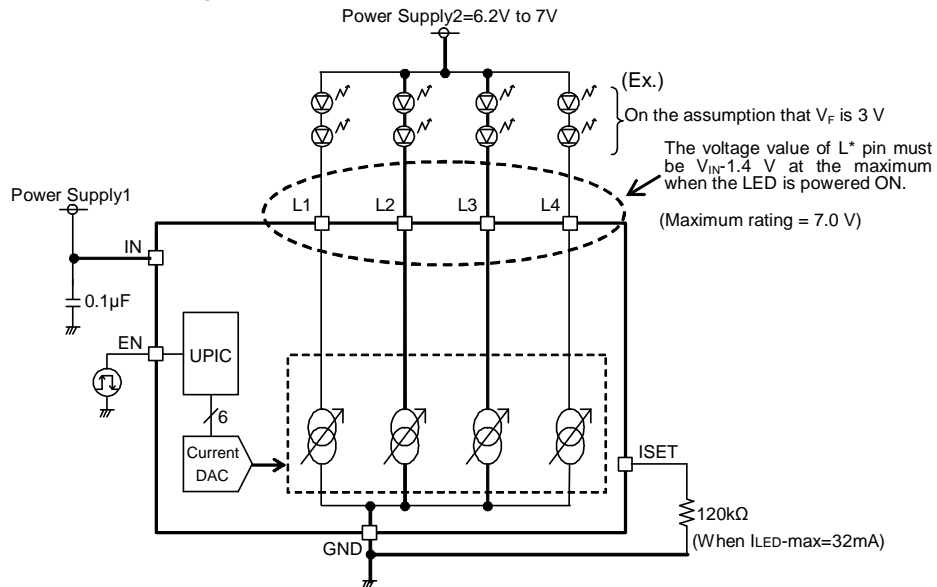 Power Supply2=6.2V to 7V
(Ex.)
On the assumption that VF is 3 V
The voltage value of L* pin must
be VIN-1.4 V at the maximum
when the LED is powered ON.
(Maximum rating = 7.0 V)
Power Supply1
L1
L2
L3
L4
IN
0.1µF
EN
UPIC
6
Current
DAC
ISET
120kΩ
(When ILED-max=32mA)
GND